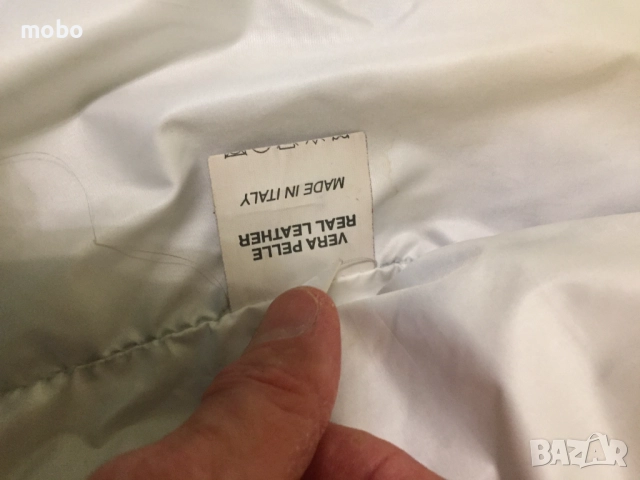 mobo
VERA PELLE
REAL LEATHER
MADE IN ITALY
BAZAR